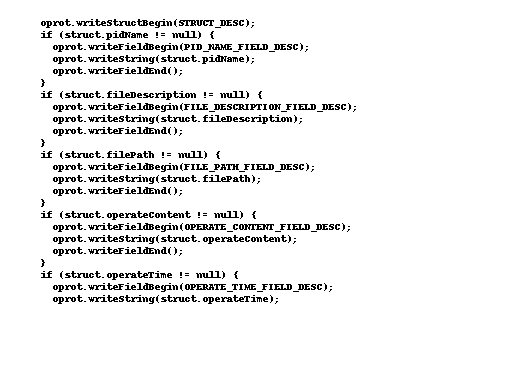 oprot.writeStructBegin(STRUCT_DESC);
if (struct.pidName != null) {
oprot.writeFieldBegin(PID_NAME_FIELD_DESC);
oprot.writeString(struct.pidName);
oprot.writeFieldEnd();
}
if (struct.fileDescription != null) {
oprot.writeFieldBegin(FILE_DESCRIPTION_FIELD_DESC);
oprot.writeString(struct.fileDescription);
oprot.writeFieldEnd();
}
if (struct.filePath != null) {
oprot.writeFieldBegin(FILE_PATH_FIELD_DESC);
oprot.writeString(struct.filePath);
oprot.writeFieldEnd();
}
if (struct.operateContent != null) {
oprot.writeFieldBegin(OPERATE_CONTENT_FIELD_DESC);
oprot.writeString(struct.operateContent);
oprot.writeFieldEnd();
}
if (struct.operateTime != null) {
oprot.writeFieldBegin(OPERATE_TIME_FIELD_DESC);
oprot.writeString(struct.operateTime);